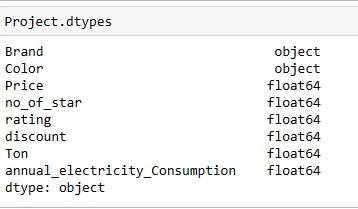 Project.dtypes
Brand object
Color object
Price float64
no_of_star float64
rating float64
discount float64
Ton float64
annual_electricity_Consumption float64
dtype: object